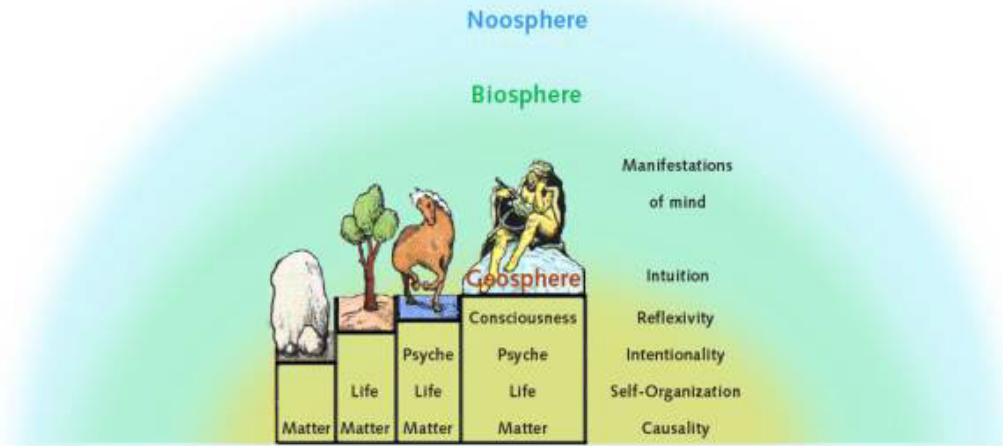 Noosphere
Biosphere
Manifestations
of mind
Geosphere
Intuition
Consciousness
Reflexivity
Psyche
Psyche
Intentionality
Life
Life
Life
Self-Organization
Matter
Matter
Matter
Matter
Causality